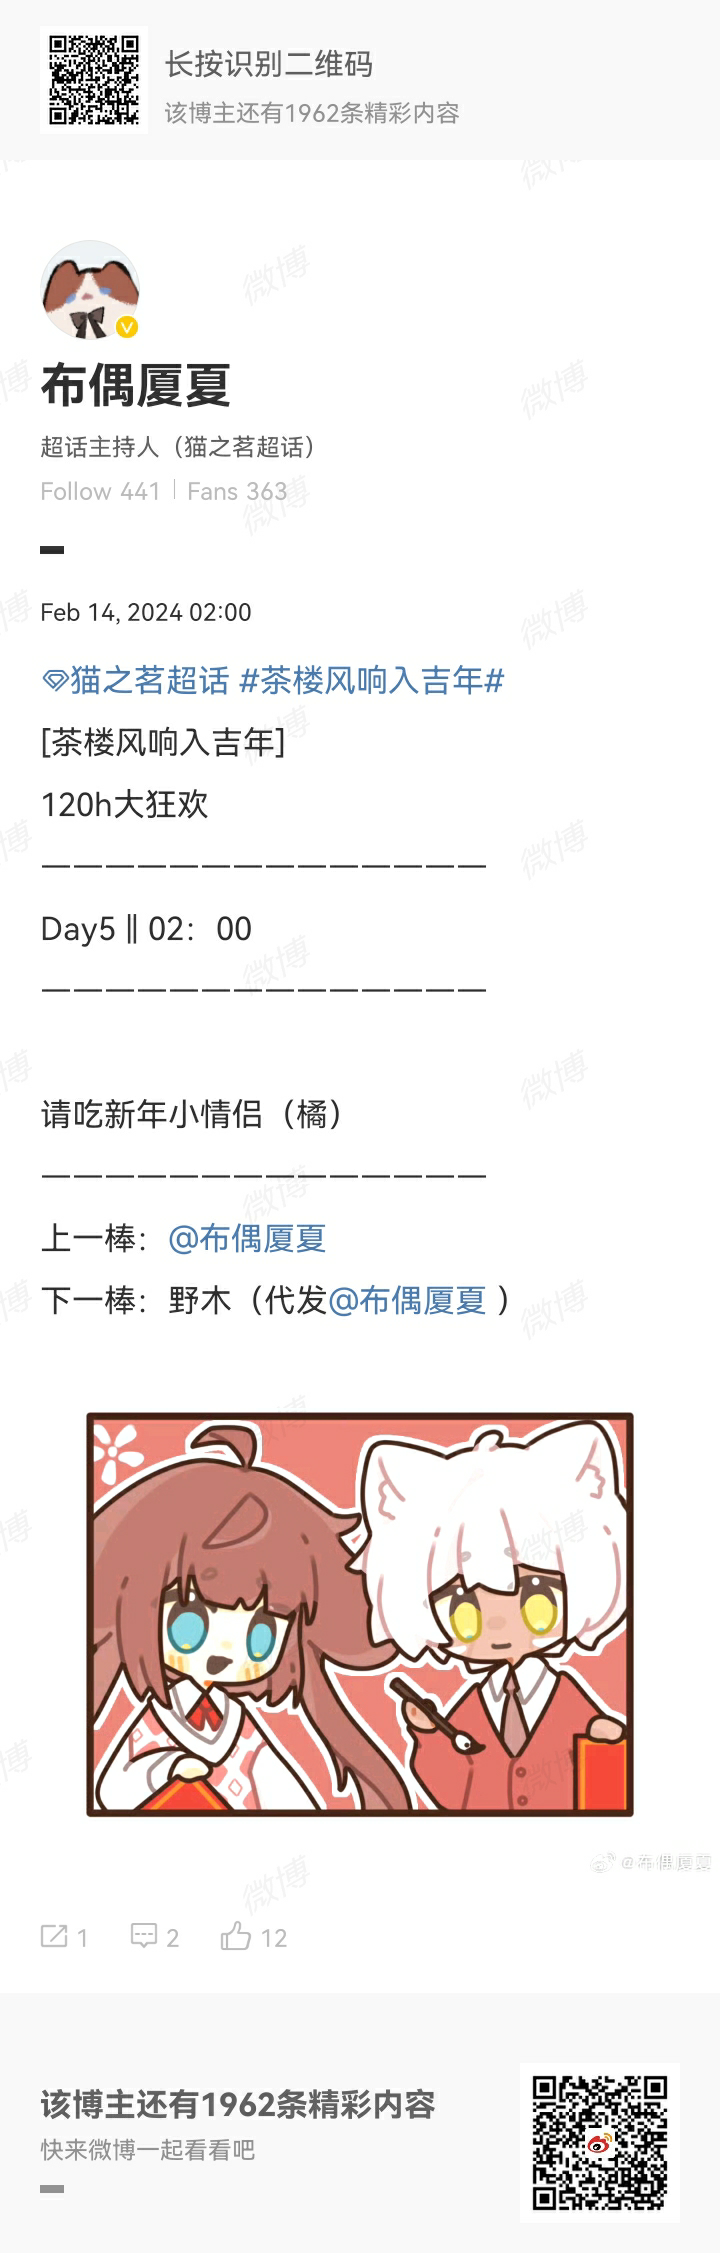 长按识别二维码
该博主还有1962条精彩内容
布偶厦夏
超话主持人（猫之茗超话）
Follow 441 | Fans 363
Feb 14, 2024 02:00
猫之茗超话 #茶楼风响入吉年#
[茶楼风响入吉年]
120h大狂欢
——————————————
Day5 || 02：00
——————————————
请吃新年小情侣（橘）
——————————————
上一棒：@布偶厦夏
下一棒：野木（代发@布偶厦夏 ）
@布偶厦夏
1 2 12
该博主还有1962条精彩内容
快来微博一起看看吧
微博